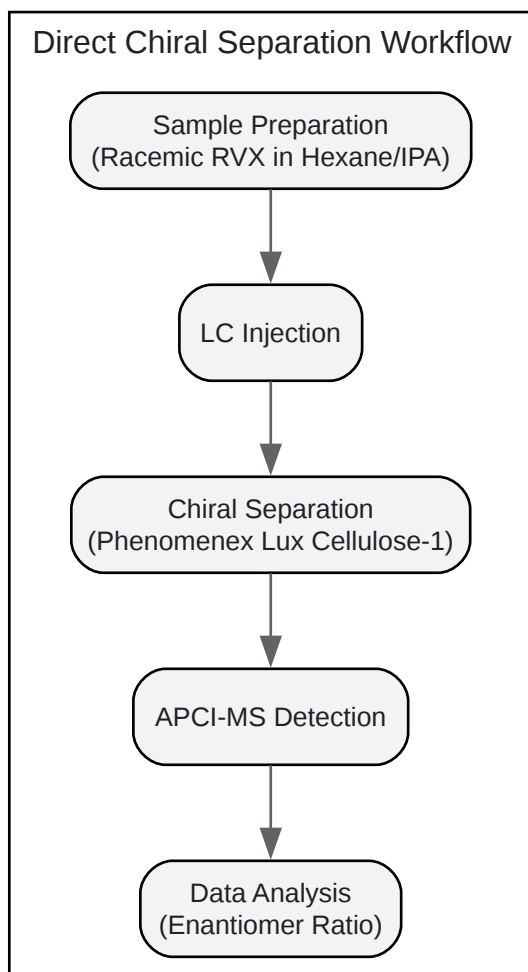 Direct Chiral Separation Workflow
Sample Preparation
(Racemic RVX in Hexane/IPA)
LC Injection
Chiral Separation
(Phenomenex Lux Cellulose-1)
APCI-MS Detection
Data Analysis
(Enantiomer Ratio)